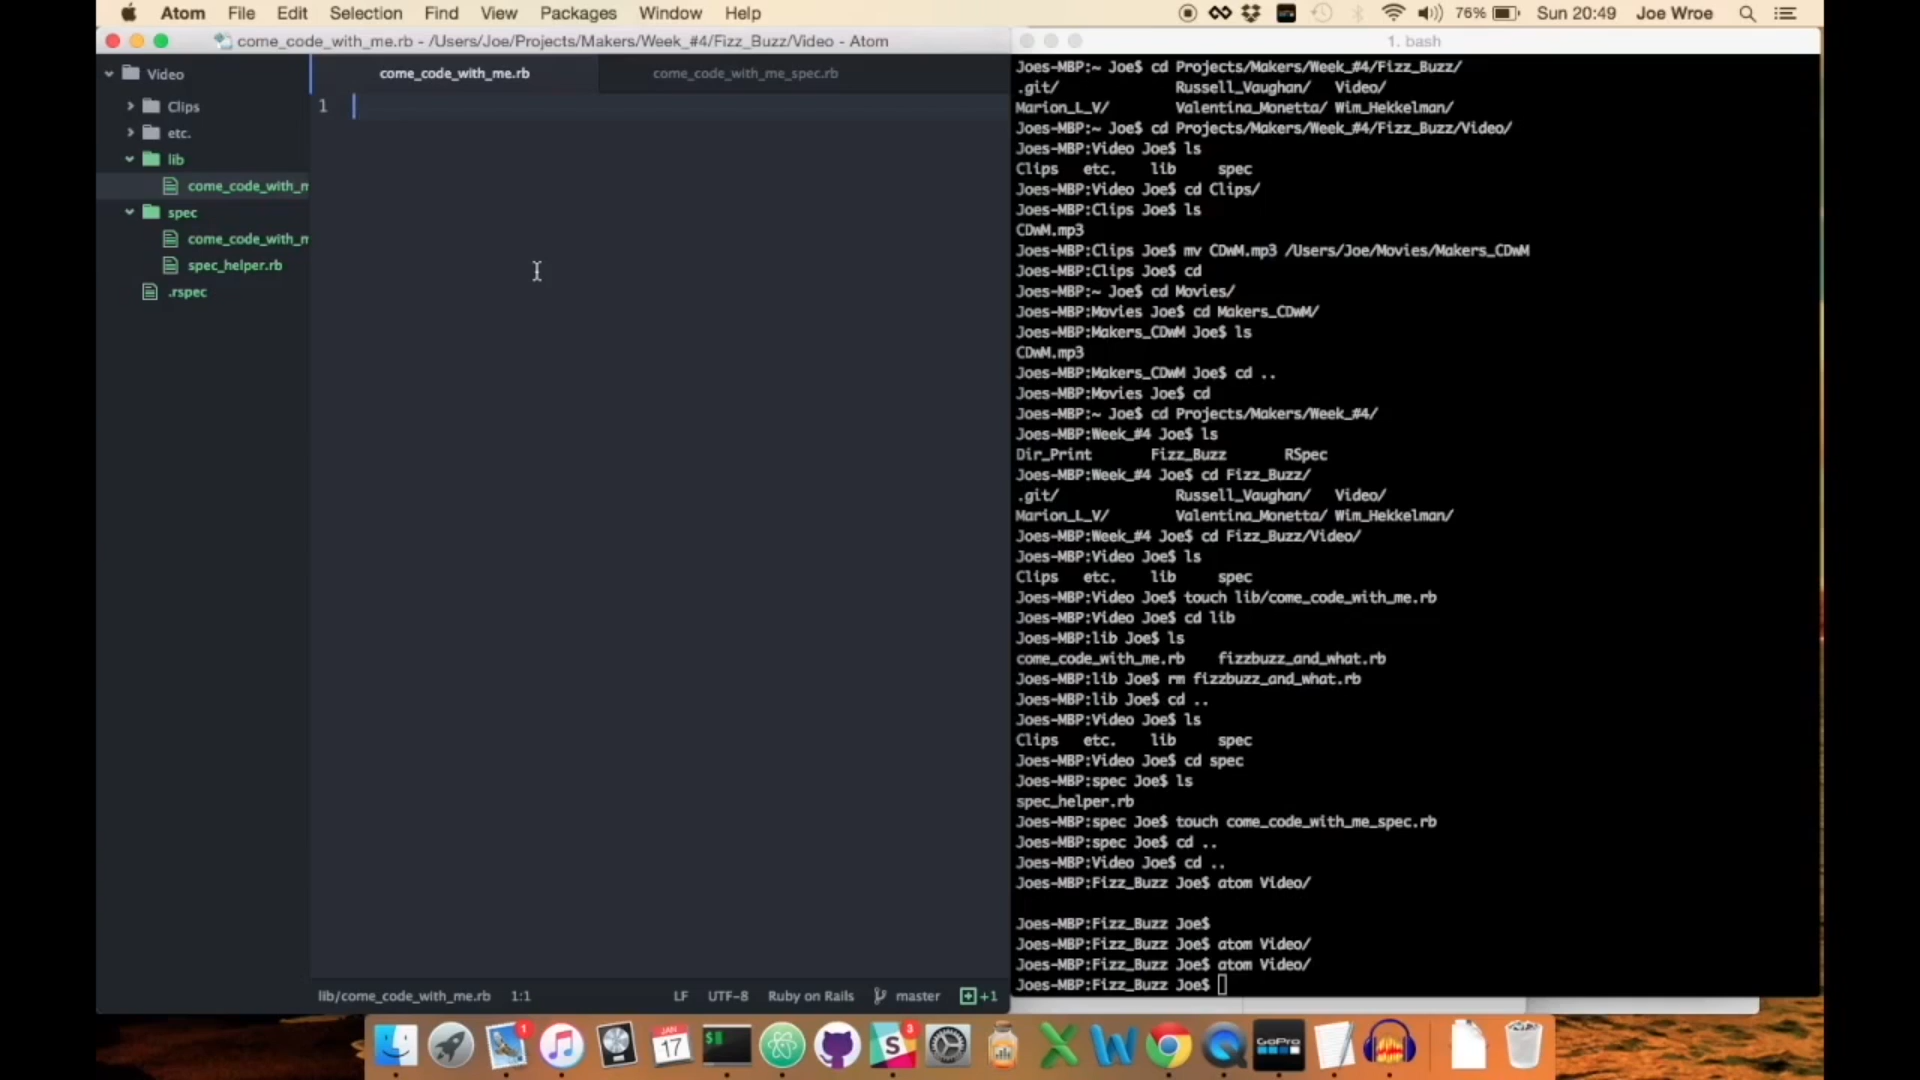 Atom File Edit Selection Find View Packages Window Help 76% Sun 20:49 Joe Wroe
come_code_with_me.rb - /Users/Joe/Projects/Makers/Week_#4/Fizz_Buzz/Video - Atom
Video
Clips
etc.
lib
come_code_with_m
spec
come_code_with_m
spec_helper.rb
.rspec
come_code_with_me.rb come_code_with_me_spec.rb
1
lib/come_code_with_me.rb 1:1 LF UTF-8 Ruby on Rails master +1
1. bash
Joes-MBP:~ Joe$ cd Projects/Makers/Week_#4/Fizz_Buzz/
.git/ Russell_Vaughan/ Video/
Marion_L_V/ Valentina_Monetta/ Wim_Hekkelman/
Joes-MBP:~ Joe$ cd Projects/Makers/Week_#4/Fizz_Buzz/Video/
Joes-MBP:Video Joe$ ls
Clips etc. lib spec
Joes-MBP:Video Joe$ cd Clips/
Joes-MBP:Clips Joe$ ls
CDwM.mp3
Joes-MBP:Clips Joe$ mv CDwM.mp3 /Users/Joe/Movies/Makers_CDwM
Joes-MBP:Clips Joe$ cd
Joes-MBP:~ Joe$ cd Movies/
Joes-MBP:Movies Joe$ cd Makers_CDwM/
Joes-MBP:Makers_CDwM Joe$ ls
CDwM.mp3
Joes-MBP:Makers_CDwM Joe$ cd ..
Joes-MBP:Movies Joe$ cd
Joes-MBP:~ Joe$ cd Projects/Makers/Week_#4/
Joes-MBP:Week_#4 Joe$ ls
Dir_Print Fizz_Buzz RSpec
Joes-MBP:Week_#4 Joe$ cd Fizz_Buzz/
.git/ Russell_Vaughan/ Video/
Marion_L_V/ Valentina_Monetta/ Wim_Hekkelman/
Joes-MBP:Week_#4 Joe$ cd Fizz_Buzz/Video/
Joes-MBP:Video Joe$ ls
Clips etc. lib spec
Joes-MBP:Video Joe$ touch lib/come_code_with_me.rb
Joes-MBP:Video Joe$ cd lib
Joes-MBP:lib Joe$ ls
come_code_with_me.rb fizzbuzz_and_what.rb
Joes-MBP:lib Joe$ rm fizzbuzz_and_what.rb
Joes-MBP:lib Joe$ cd ..
Joes-MBP:Video Joe$ ls
Clips etc. lib spec
Joes-MBP:Video Joe$ cd spec
Joes-MBP:spec Joe$ ls
spec_helper.rb
Joes-MBP:spec Joe$ touch come_code_with_me_spec.rb
Joes-MBP:spec Joe$ cd ..
Joes-MBP:Video Joe$ cd ..
Joes-MBP:Fizz_Buzz Joe$ atom Video/
Joes-MBP:Fizz_Buzz Joe$
Joes-MBP:Fizz_Buzz Joe$ atom Video/
Joes-MBP:Fizz_Buzz Joe$ atom Video/
Joes-MBP:Fizz_Buzz Joe$
1 JAN 17 $ 3 S X W GoPro